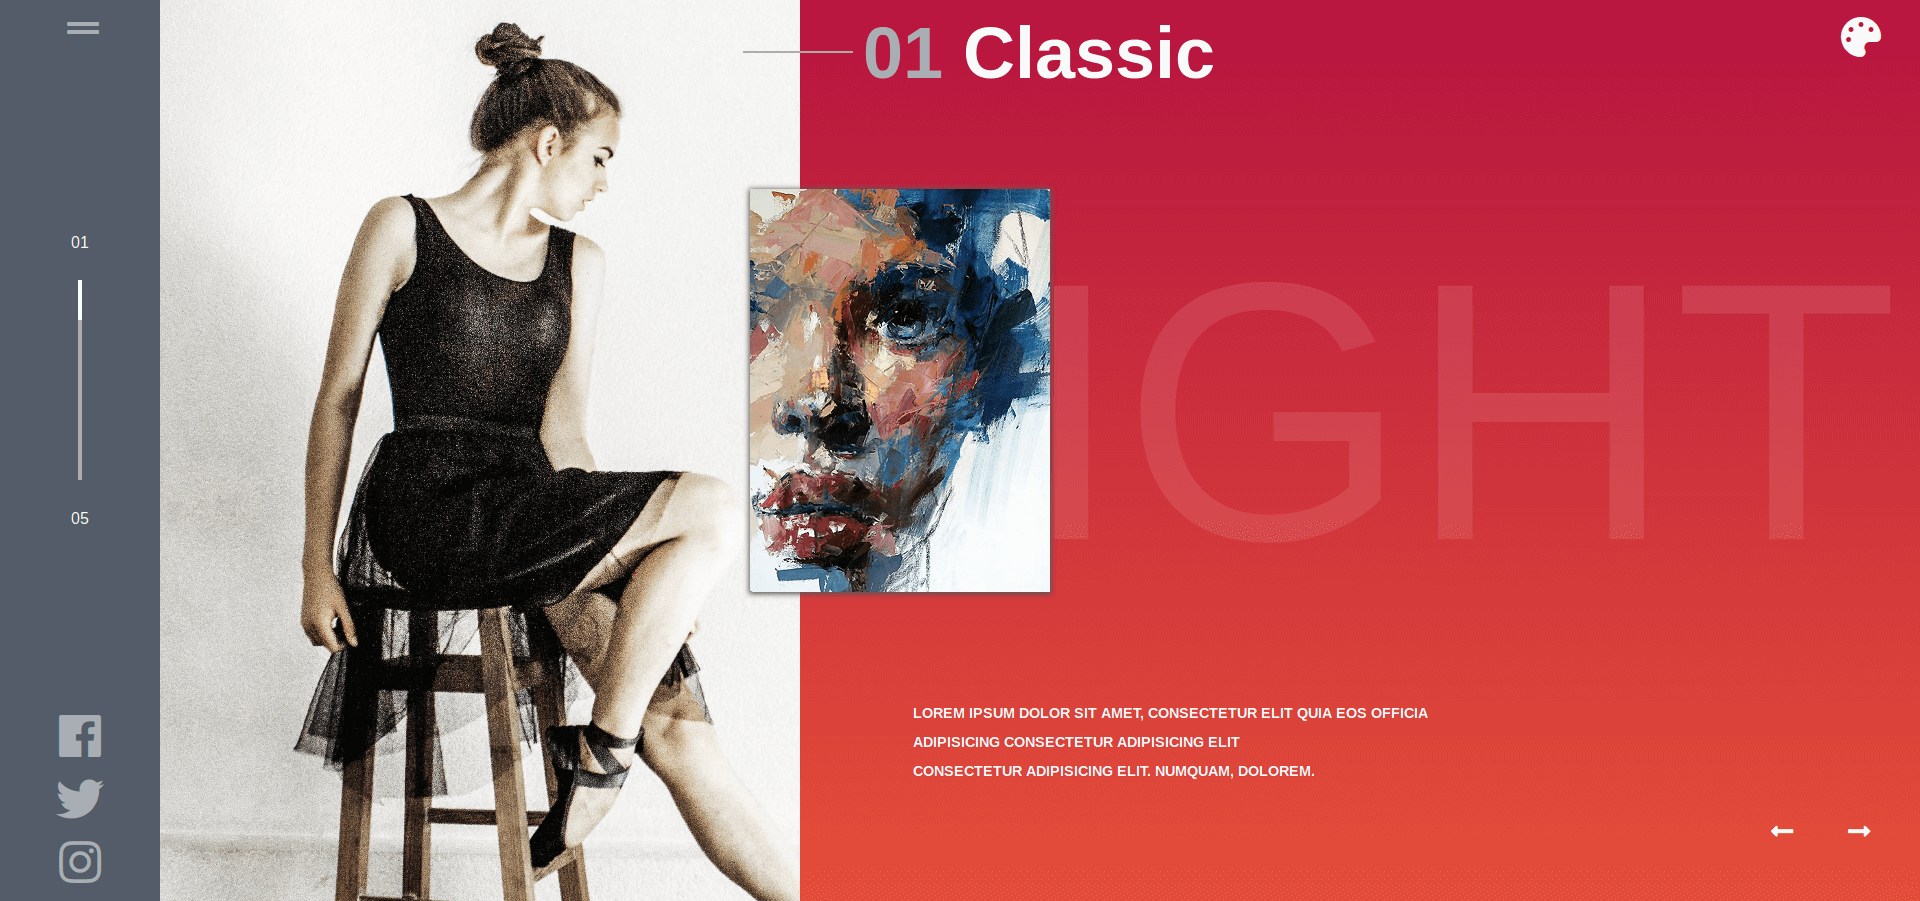 01 Classic
01
05
IGHT
LOREM IPSUM DOLOR SIT AMET, CONSECTETUR ELIT QUIA EOS OFFICIA
ADIPISICING CONSECTETUR ADIPISICING ELIT
CONSECTETUR ADIPISICING ELIT. NUMQUAM, DOLOREM.